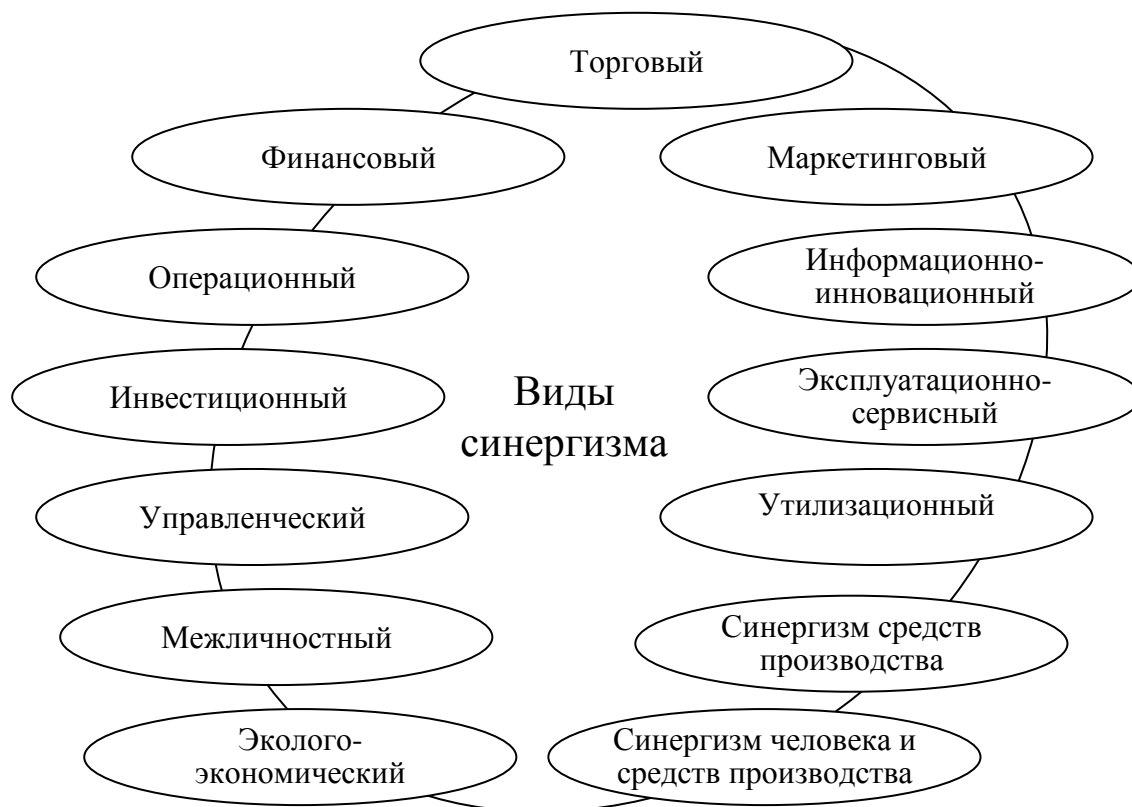 Торговый
Финансовый
Маркетинговый
Операционный
Информационно-
инновационный
Инвестиционный
Виды
синергизма
Эксплуатационно-
сервисный
Управленческий
Утилизационный
Межличностный
Синергизм средств
производства
Эколого-
экономический
Синергизм человека и
средств производства